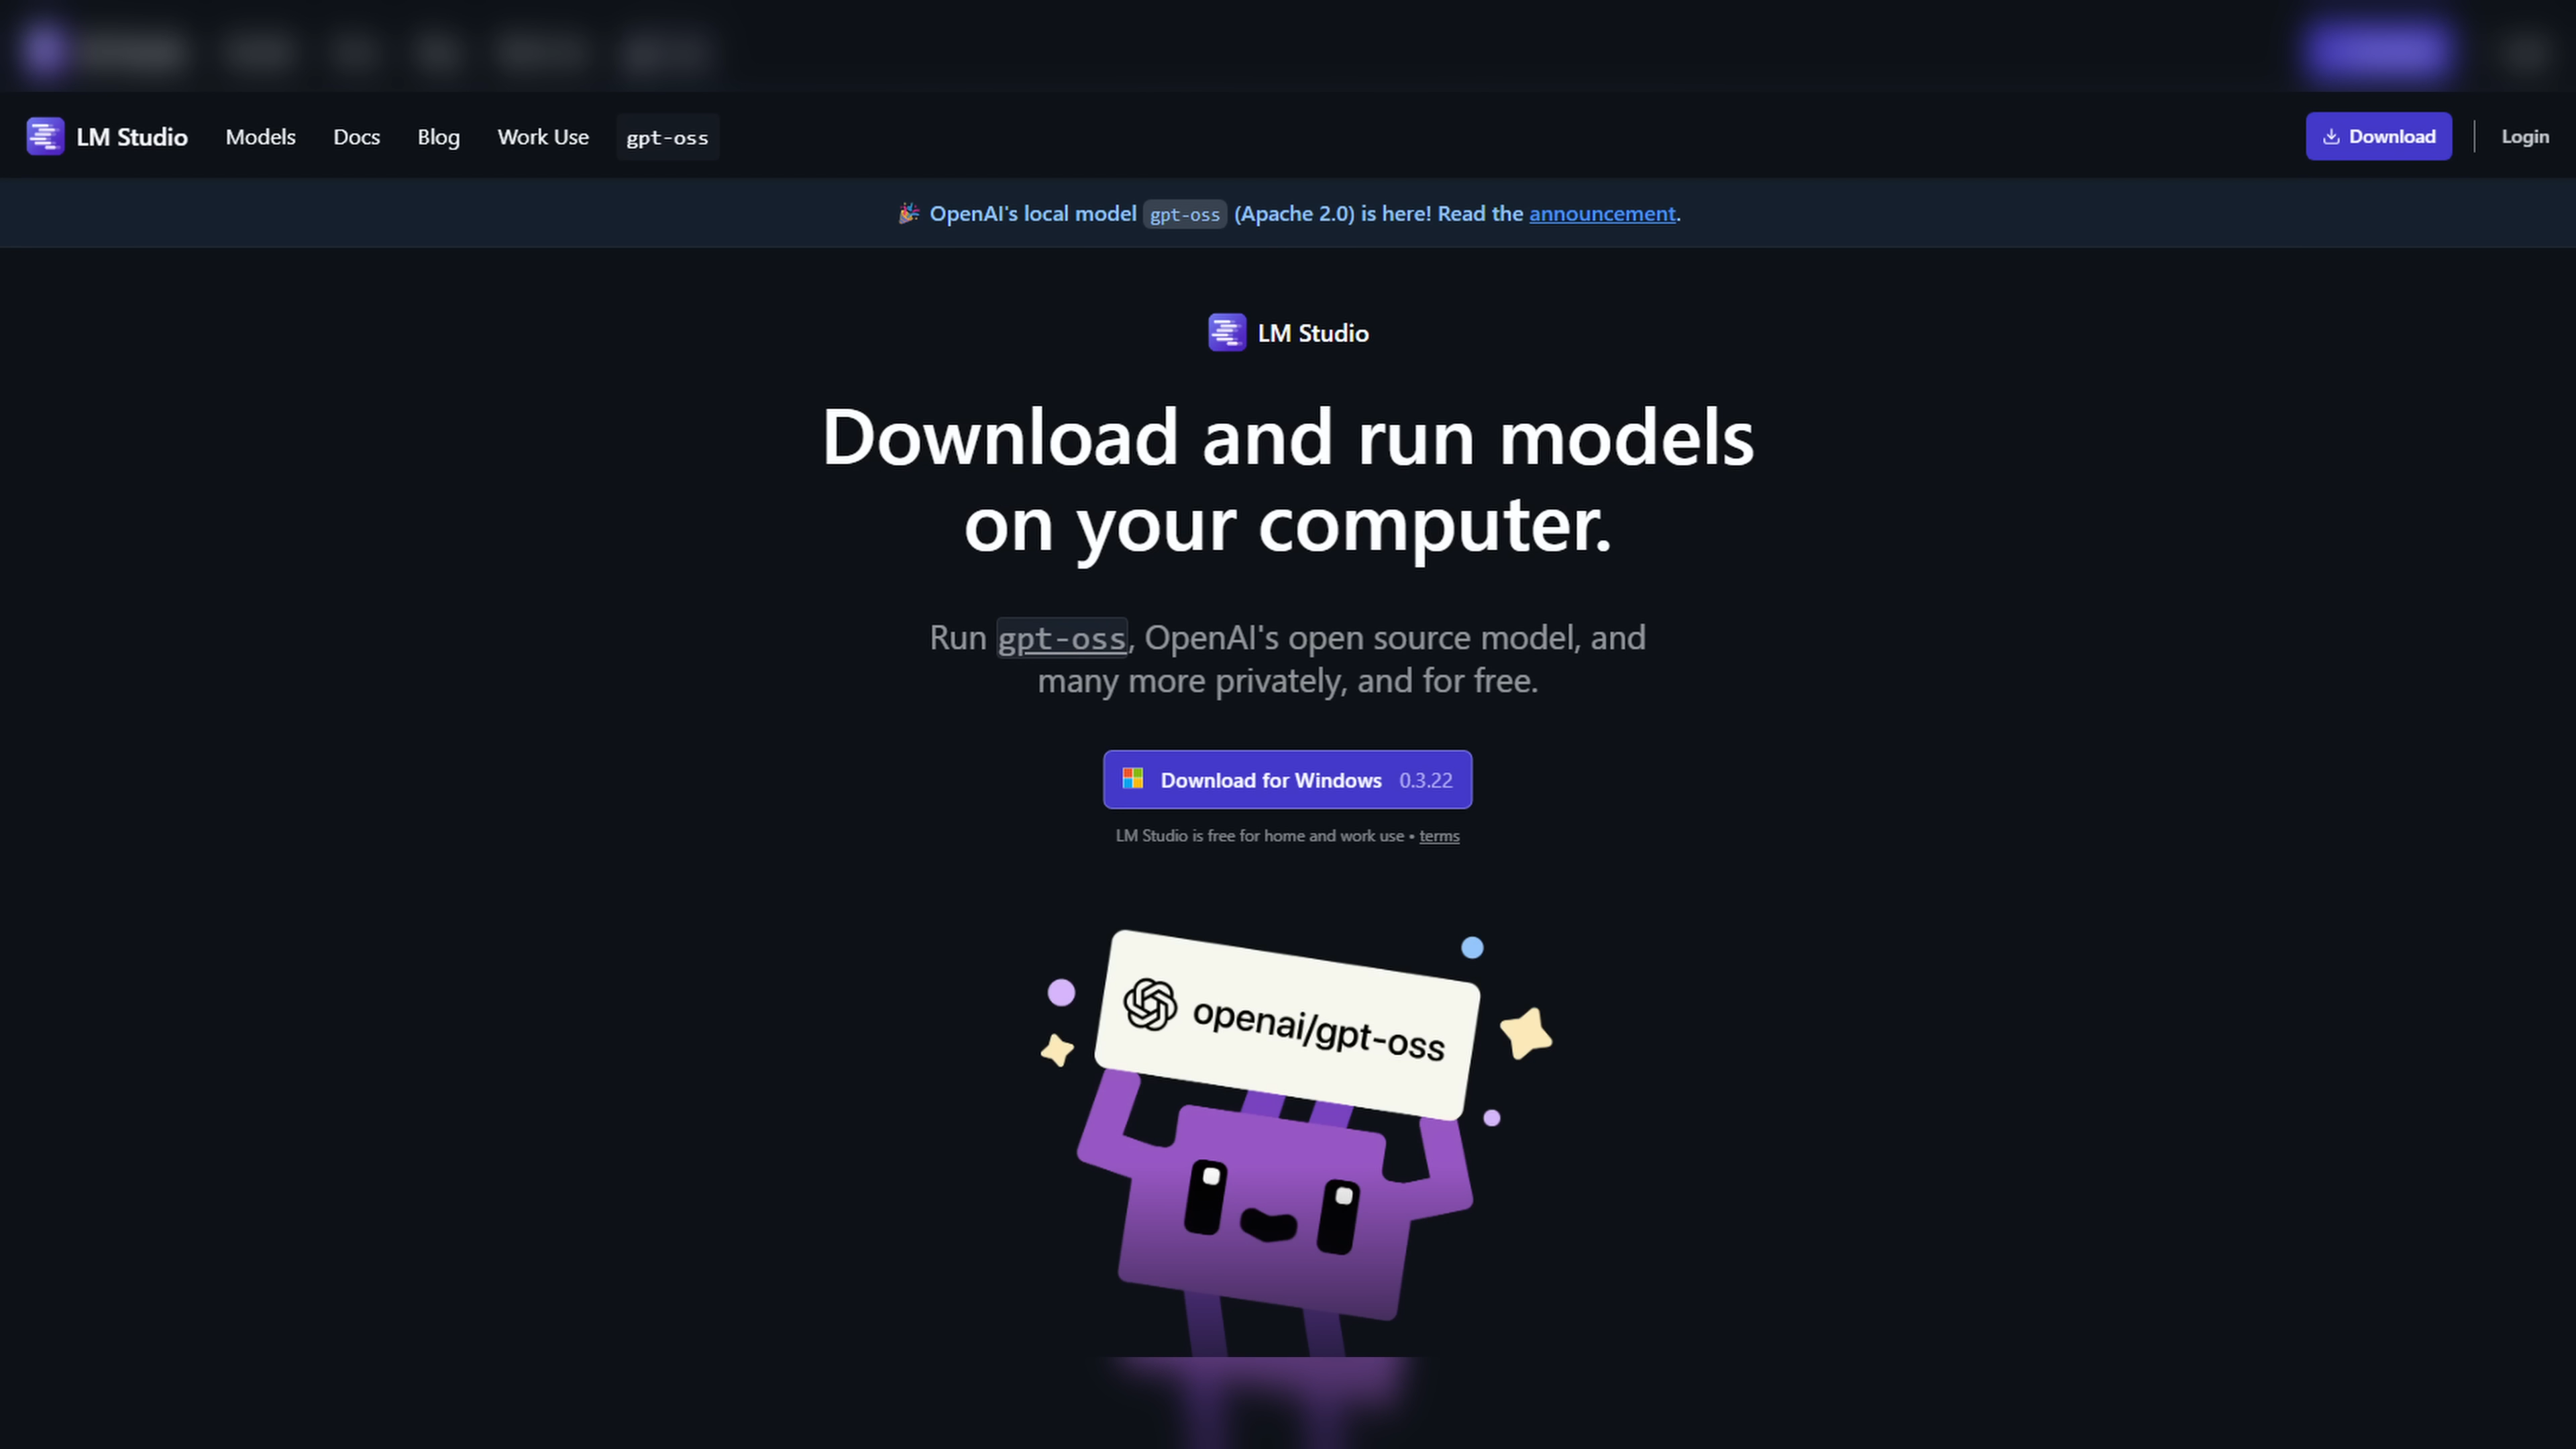 LM Studio Models Docs Blog Work Use gpt-oss Download Login
🎉 OpenAI's local model gpt-oss (Apache 2.0) is here! Read the announcement.
LM Studio
Download and run models
on your computer.
Run gpt-oss, OpenAI's open source model, and
many more privately, and for free.
Download for Windows 0.3.22
LM Studio is free for home and work use • terms
openai/gpt-oss